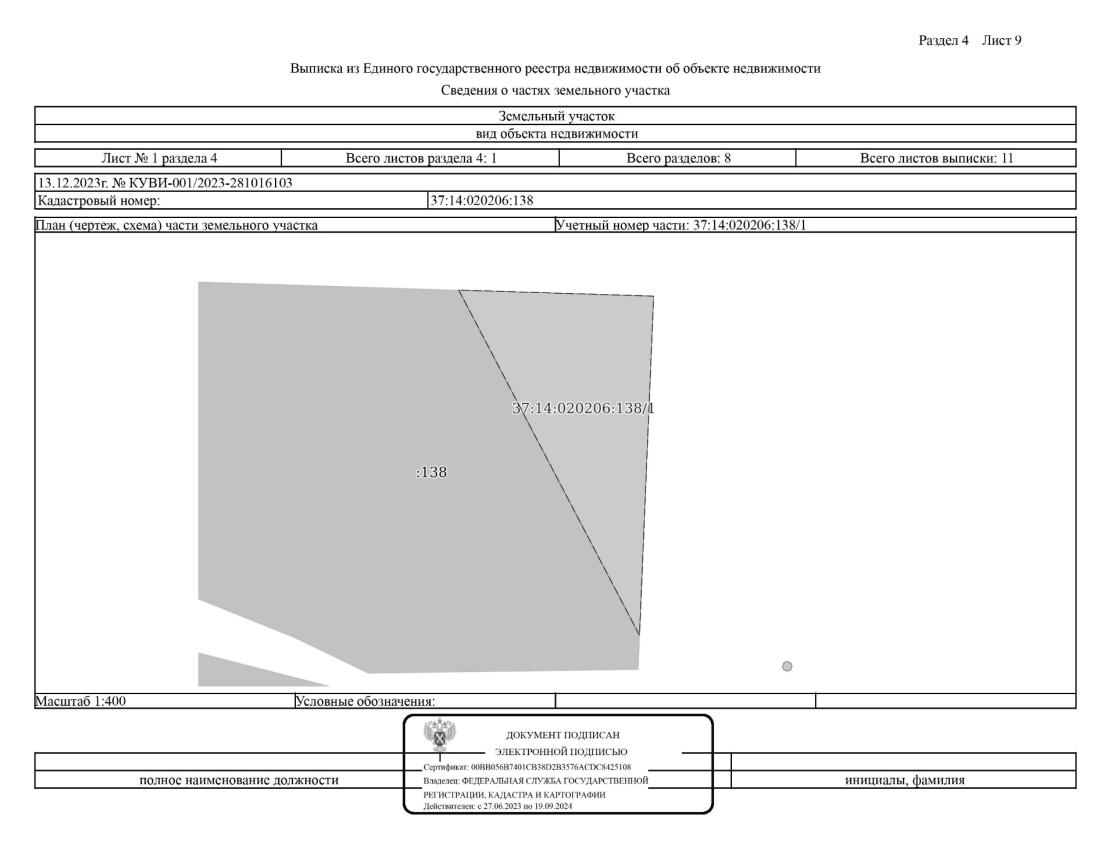 Раздел 4 Лист 9
Выписка из Единого государственного реестра недвижимости об объекте недвижимости
Сведения о частях земельного участка
Земельный участок
вид объекта недвижимости
Лист № 1 раздела 4 Всего листов раздела 4: 1 Всего разделов: 8 Всего листов выписки: 11
13.12.2023г. № КУВИ-001/2023-281016103
Кадастровый номер: 37:14:020206:138
План (чертеж, схема) части земельного участка Учетный номер части: 37:14:020206:138/1
37:14:020206:138/1
:138
Масштаб 1:400 Условные обозначения:
ДОКУМЕНТ ПОДПИСАН
ЭЛЕКТРОННОЙ ПОДПИСЬЮ
Сертификат: 00BB056B7401CB38D2B3576ACDC8425108
полное наименование должности Владелец: ФЕДЕРАЛЬНАЯ СЛУЖБА ГОСУДАРСТВЕННОЙ инициалы, фамилия
РЕГИСТРАЦИИ, КАДАСТРА И КАРТОГРАФИИ
Действителен: с 27.06.2023 по 19.09.2024